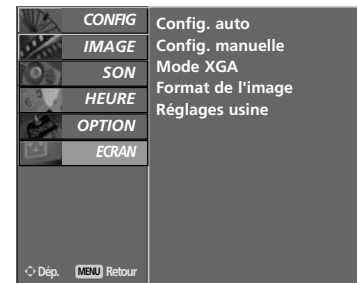 CONFIG
IMAGE
SON
HEURE
OPTION
ECRAN
Dép. MENU Retour
Config. auto
Config. manuelle
Mode XGA
Format de l'image
Réglages usine